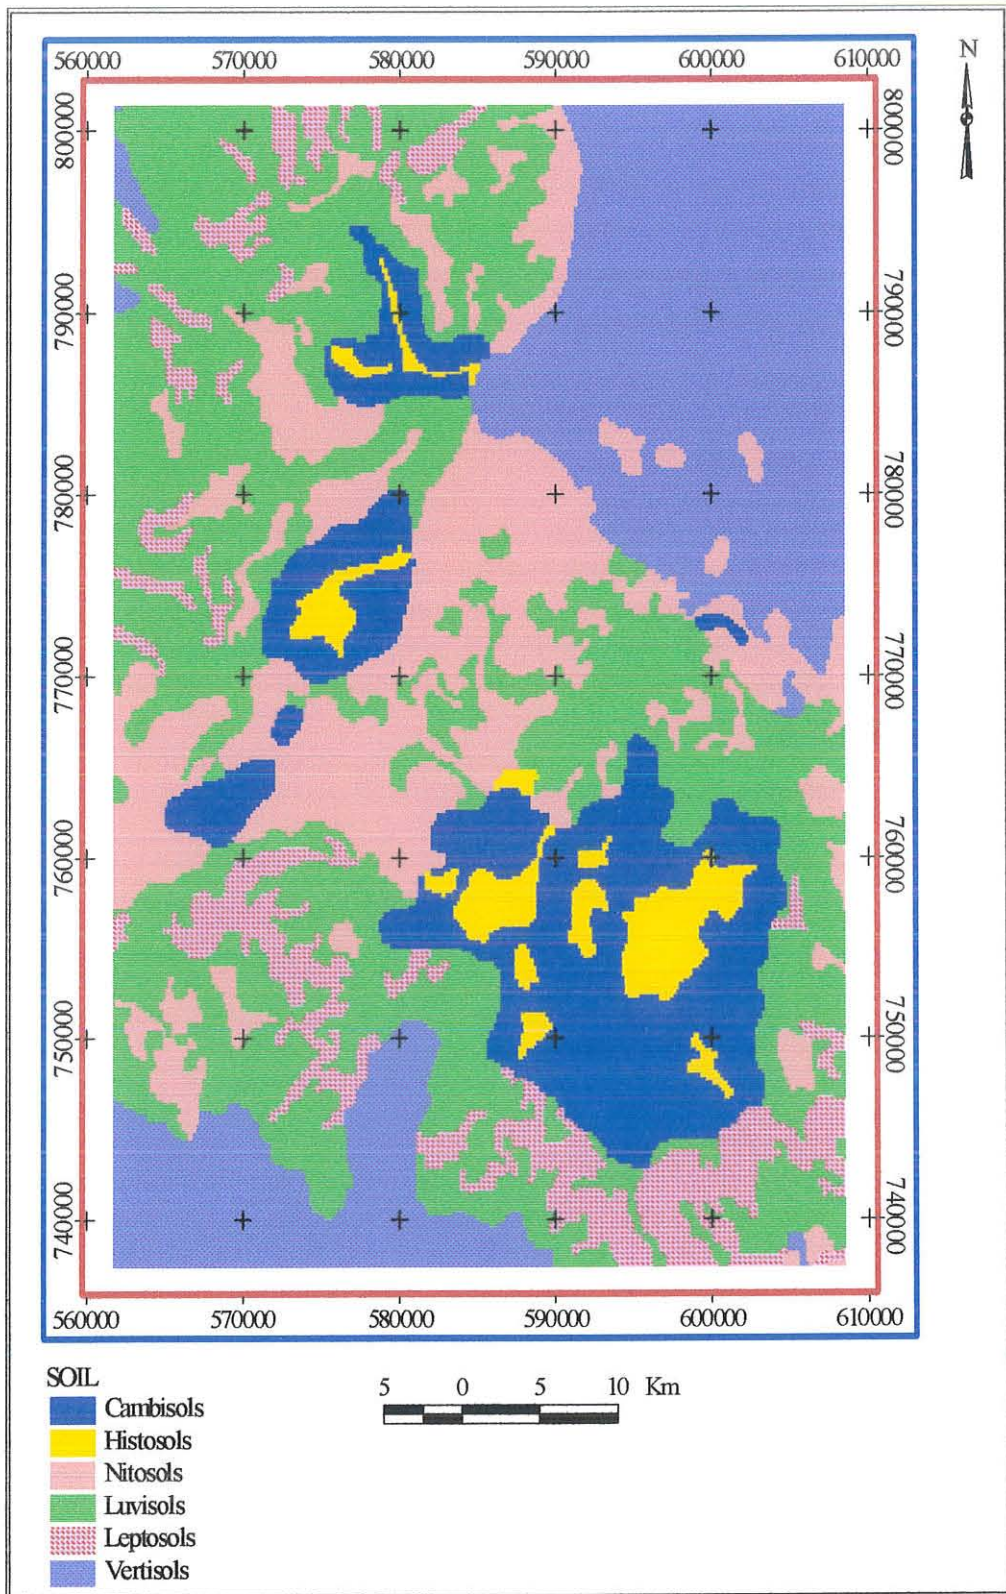 N
560000 570000 580000 590000 600000 610000
800000 800000
790000 790000
780000 780000
770000 770000
760000 760000
750000 750000
740000 740000
560000 570000 580000 590000 600000 610000
SOIL
5 0 5 10 Km
Cambisols
Histosols
Nitosols
Luvisols
Leptosols
Vertisols